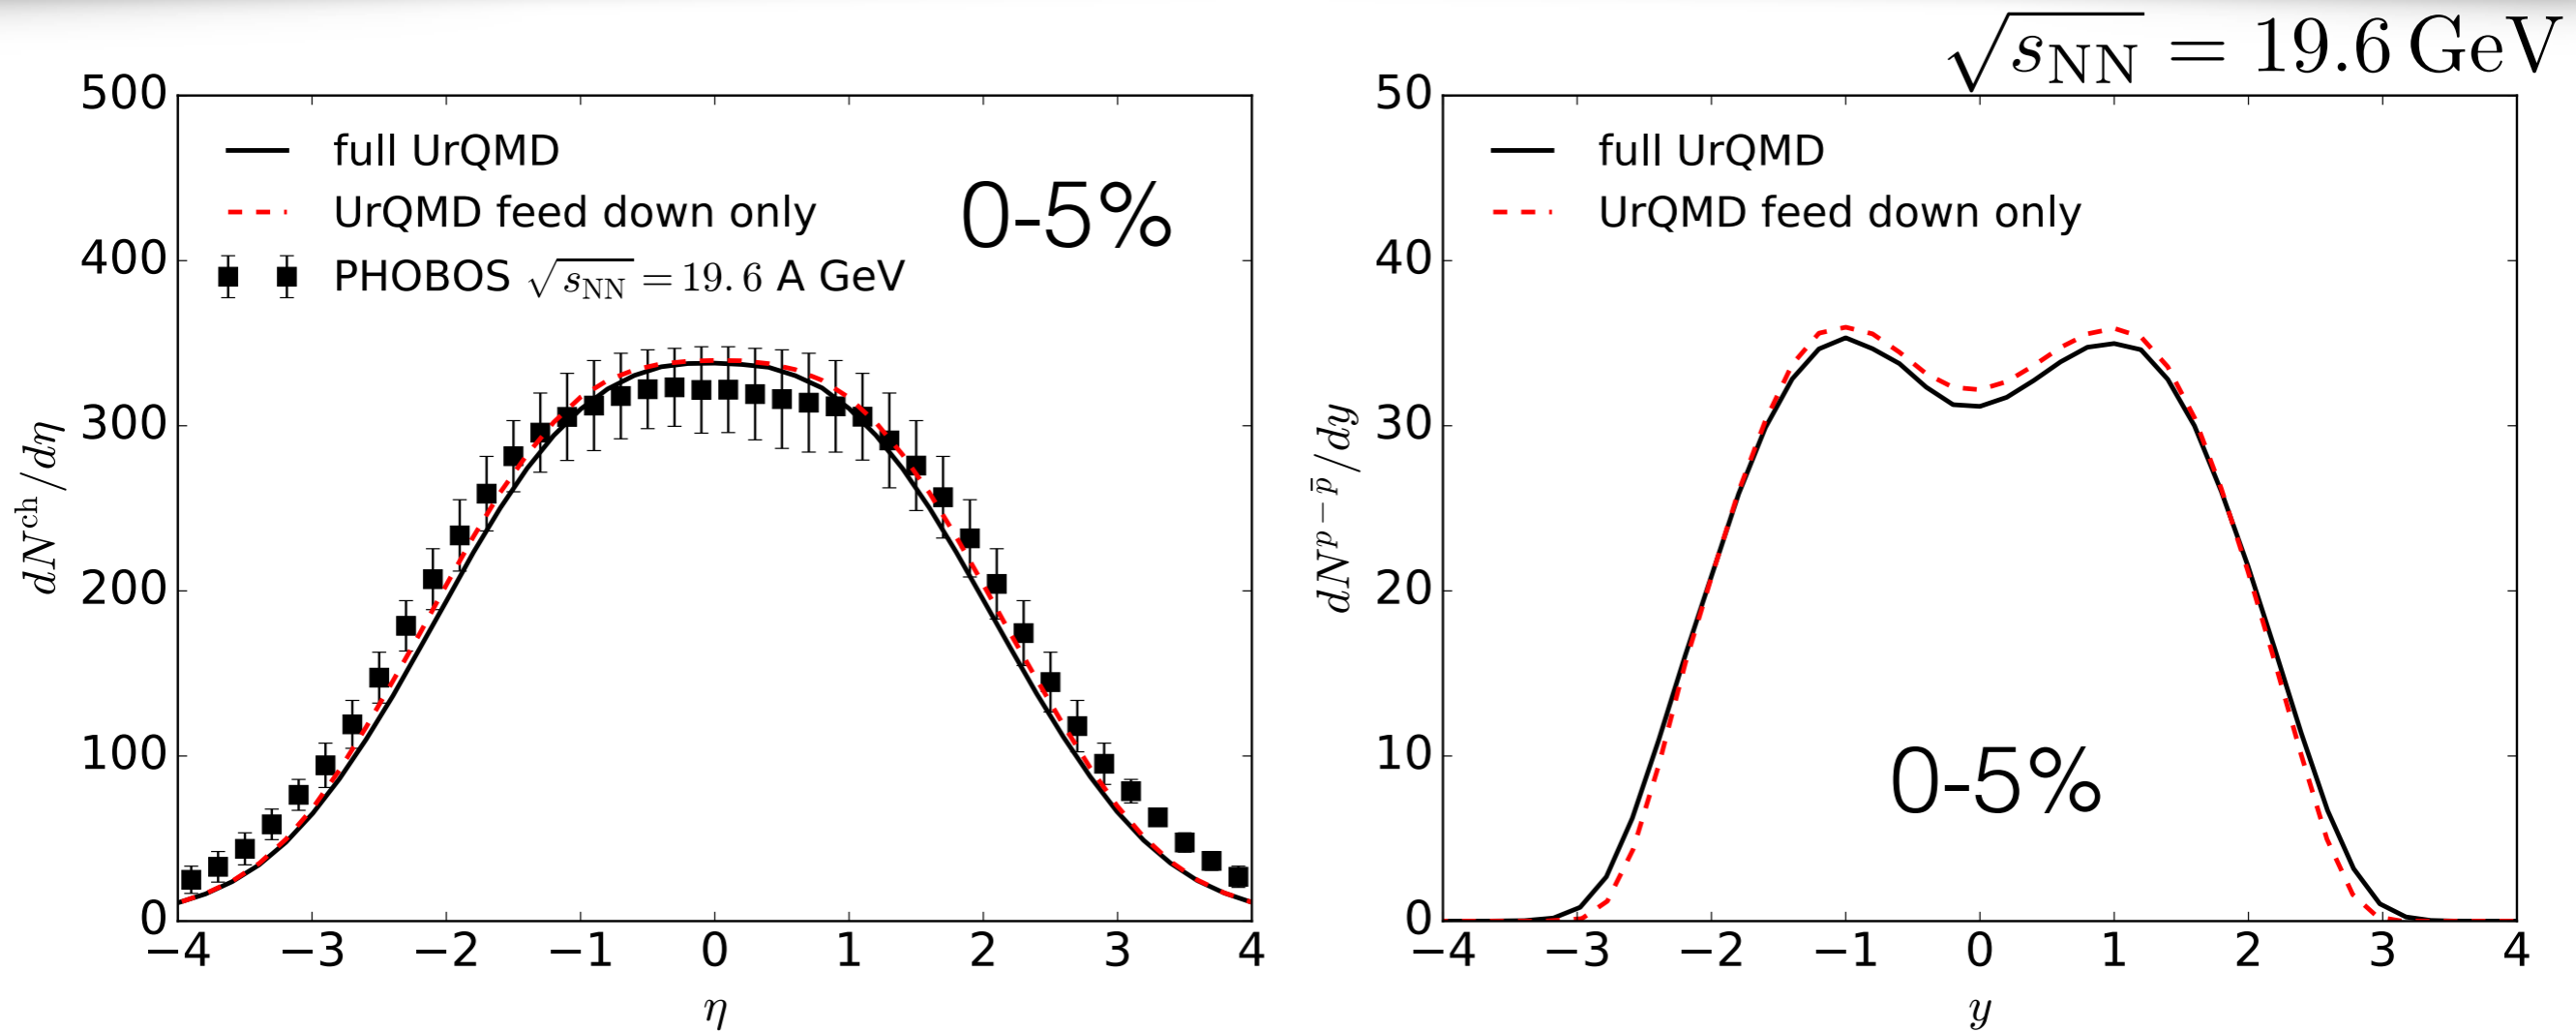 √sNN = 19.6 GeV
500
400
300
200
100
0
−4 −3 −2 −1 0 1 2 3 4
η
dN^ch/dη
full UrQMD
UrQMD feed down only
PHOBOS √sNN = 19.6 A GeV
0-5%
50
40
30
20
10
0
−4 −3 −2 −1 0 1 2 3 4
y
dN^{p−p̄}/dy
full UrQMD
UrQMD feed down only
0-5%